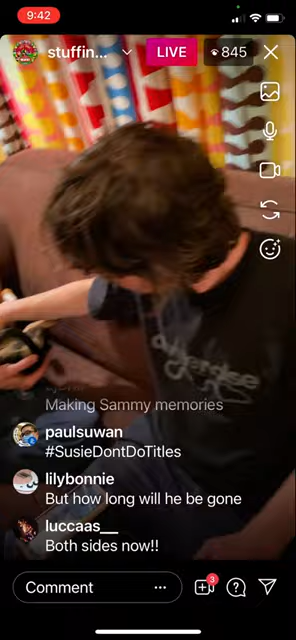 9:42
stuffin...
LIVE
845
Making Sammy memories
paulsuwan
#SusieDontDoTitles
lilybonnie
But how long will he be gone
luccaas__
Both sides now!!
Comment
3